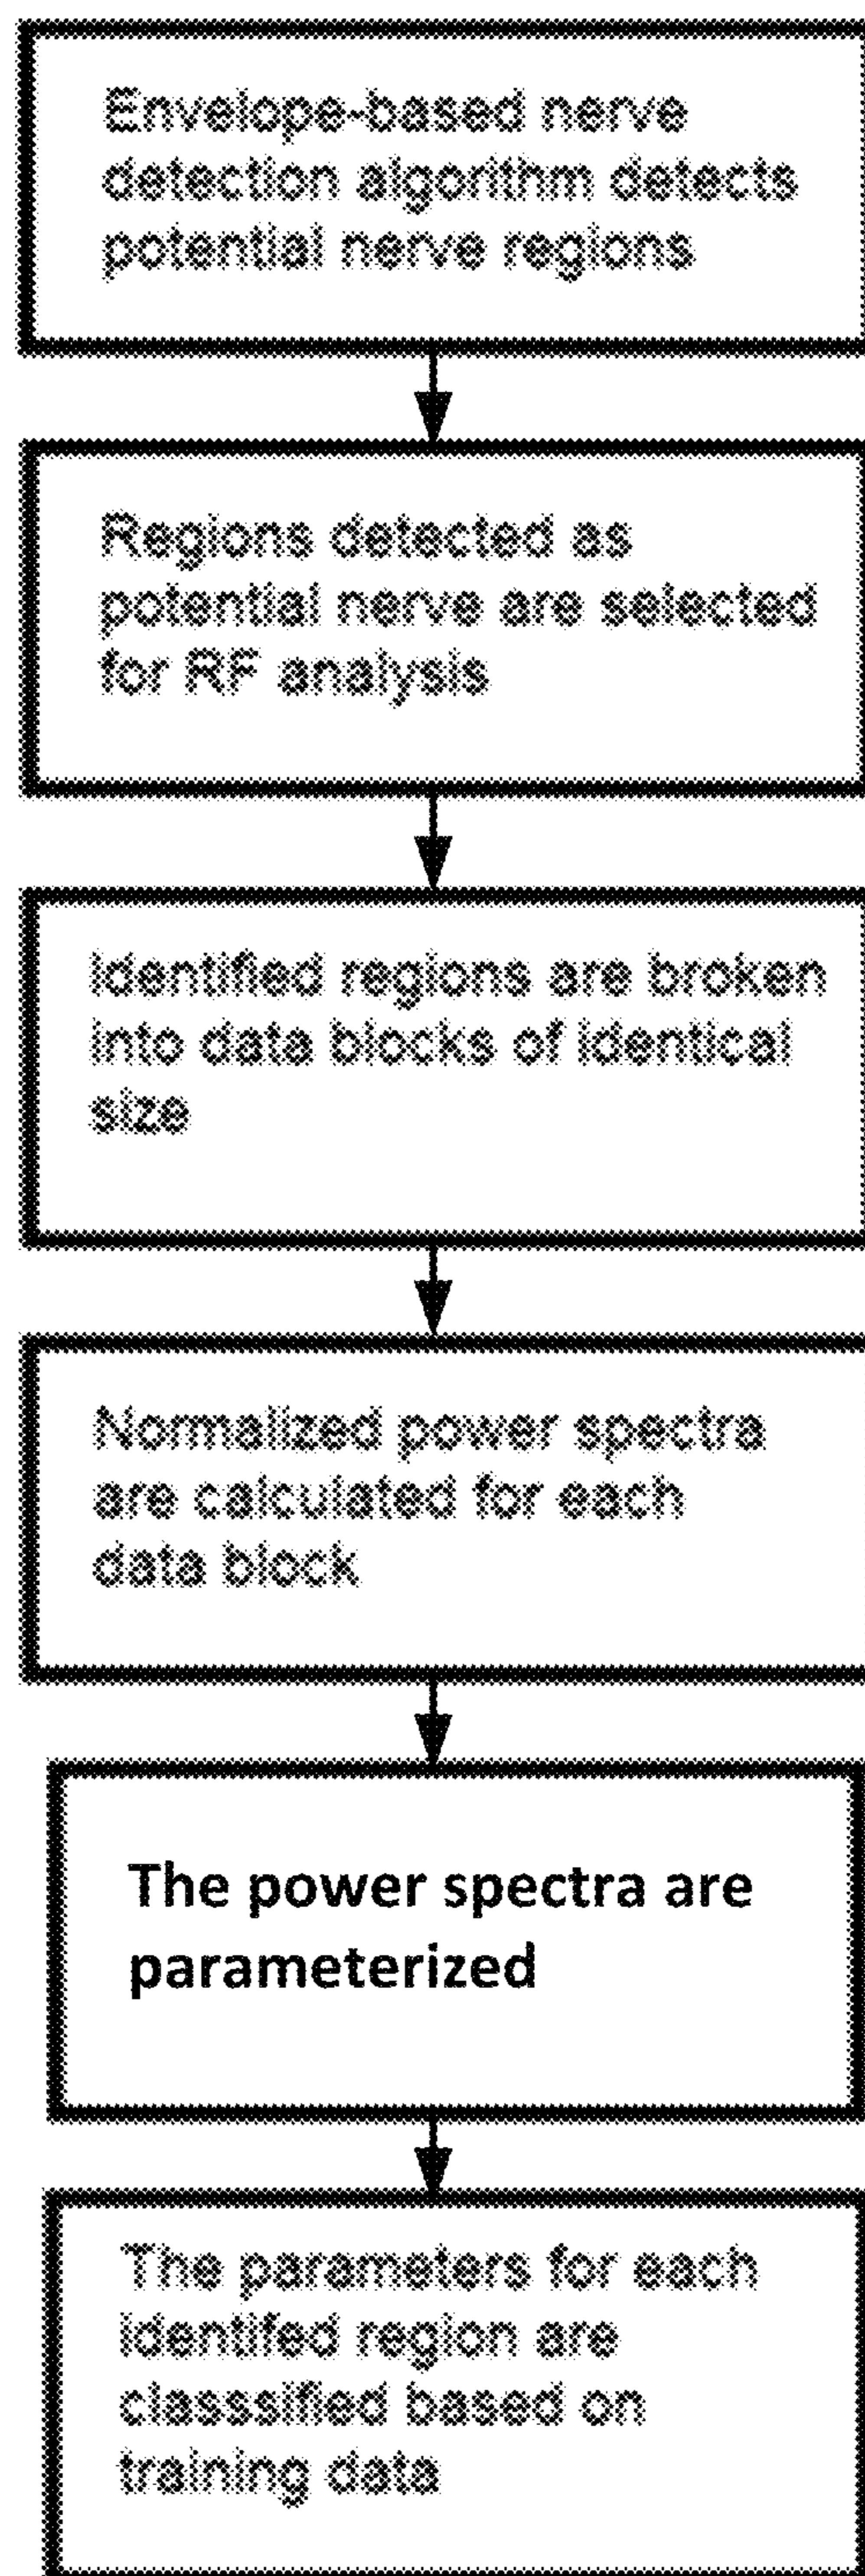 Envelope-based nerve
detection algorithm detects
potential nerve regions
Regions detected as
potential nerve are selected
for RF analysis
Identified regions are broken
into data blocks of identical
size
Normalized power spectra
are calculated for each
data block
The power spectra are
parameterized
The parameters for each
identifed region are
classsified based on
training data